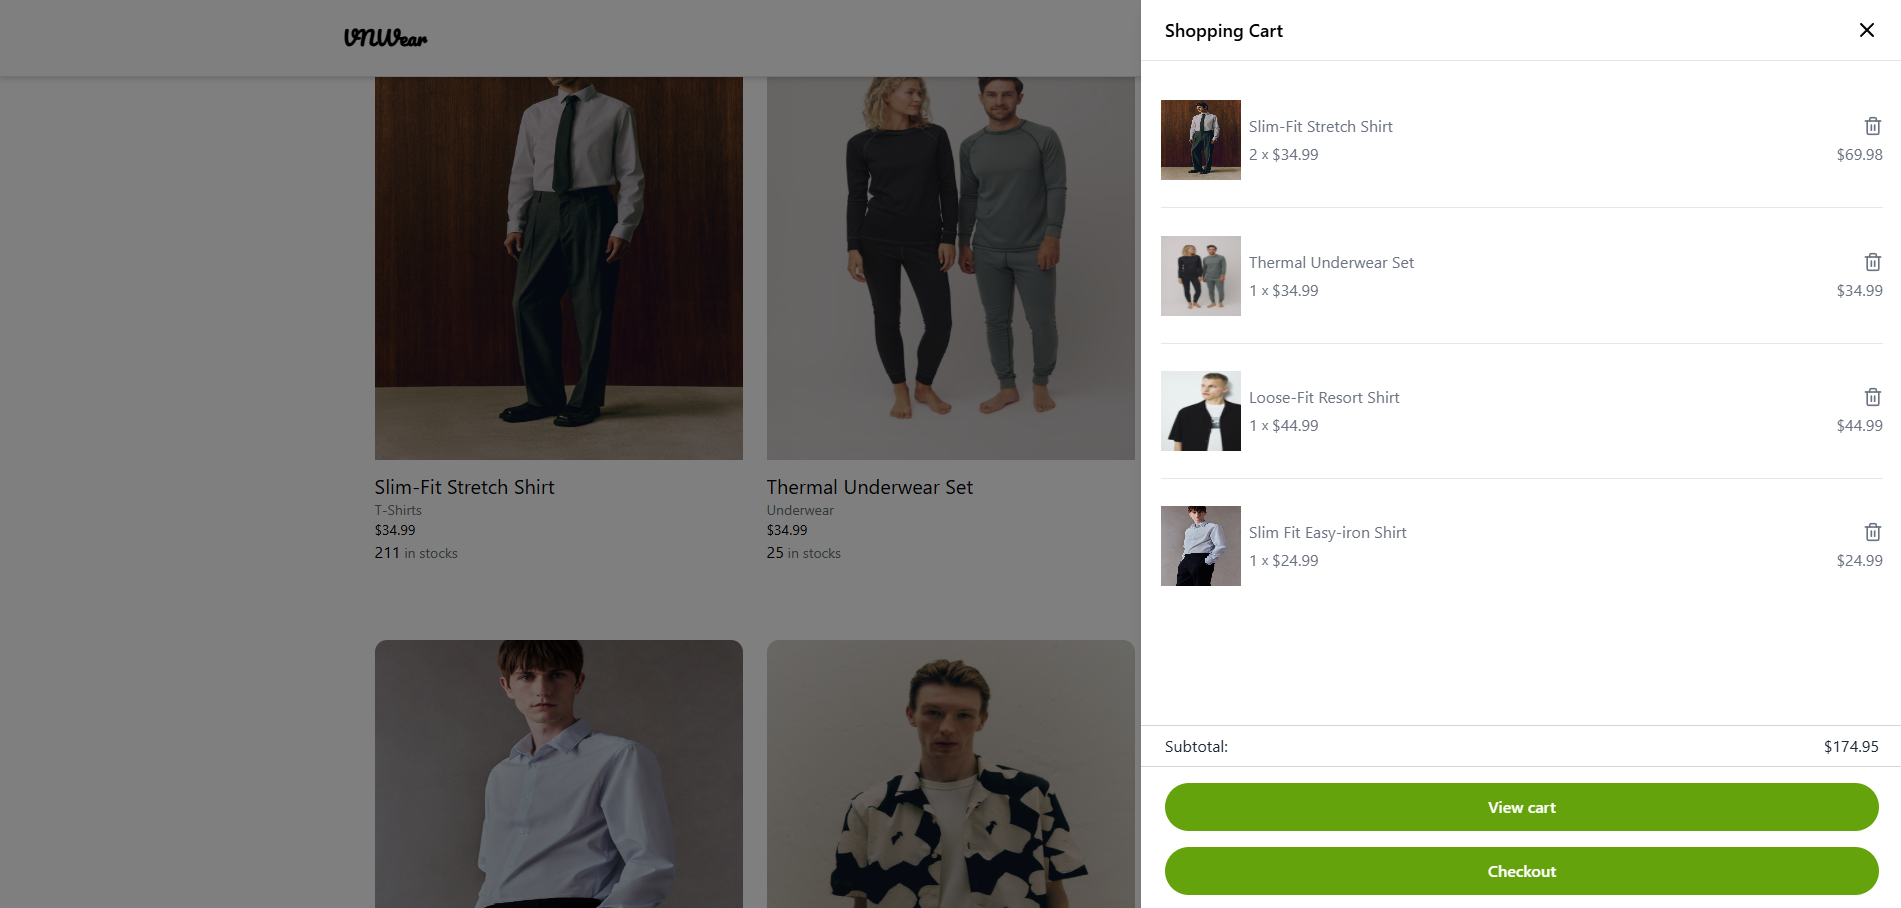 VNWear
Slim-Fit Stretch Shirt
T-Shirts
$34.99
211 in stocks
Thermal Underwear Set
Underwear
$34.99
25 in stocks
Shopping Cart
Slim-Fit Stretch Shirt
2 x $34.99
$69.98
Thermal Underwear Set
1 x $34.99
$34.99
Loose-Fit Resort Shirt
1 x $44.99
$44.99
Slim Fit Easy-iron Shirt
1 x $24.99
$24.99
Subtotal:
$174.95
View cart
Checkout